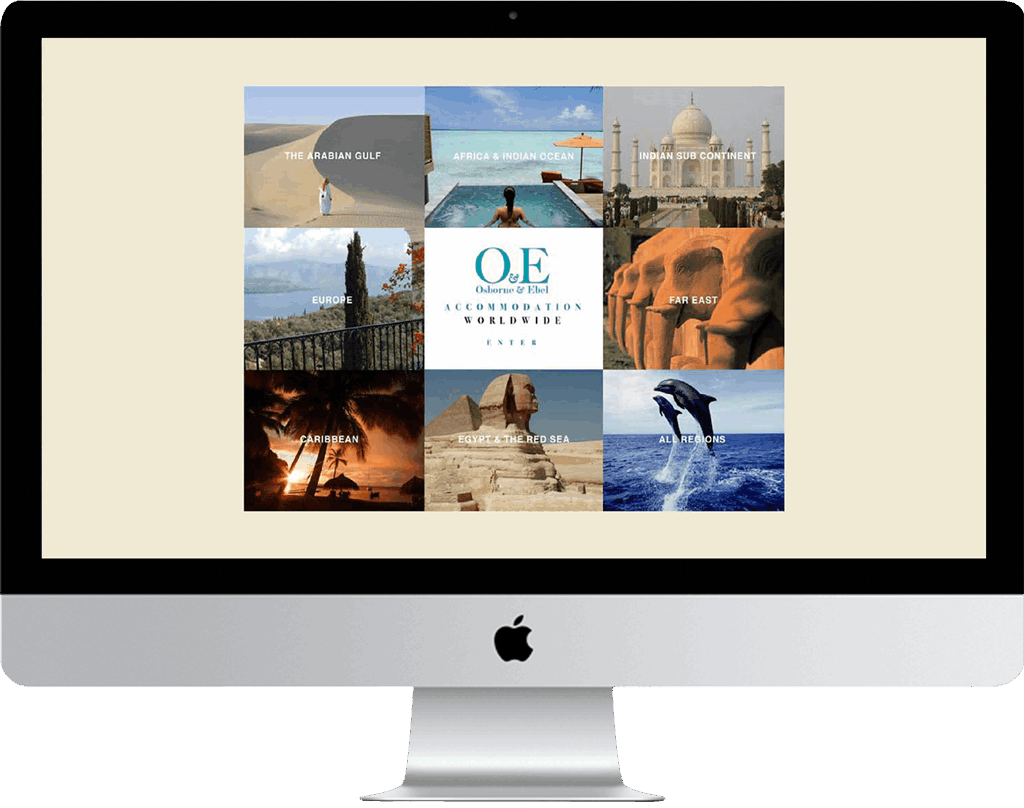 THE ARABIAN GULF
AFRICA & INDIAN OCEAN
INDIAN SUB CONTINENT
EUROPE
O&E
Osborne & Ebel
ACCOMMODATION
WORLDWIDE
ENTER
FAR EAST
CARIBBEAN
EGYPT & THE RED SEA
ALL REGIONS